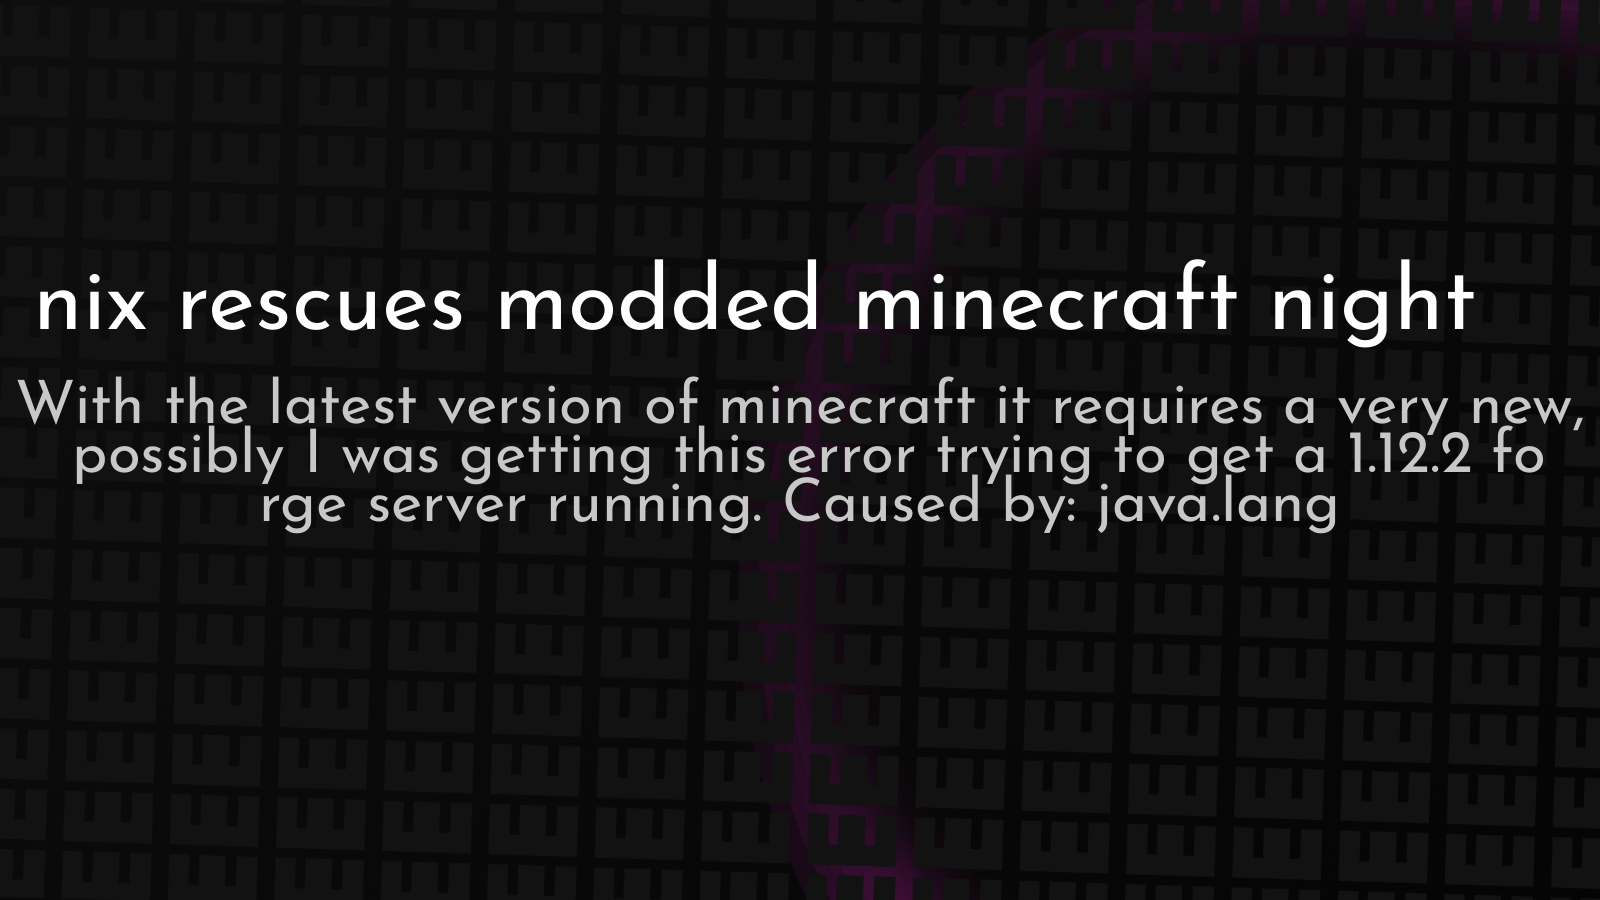 nix rescues modded minecraft night
With the latest version of minecraft it requires a very new,
possibly I was getting this error trying to get a 1.12.2 fo
rge server running. Caused by: java.lang